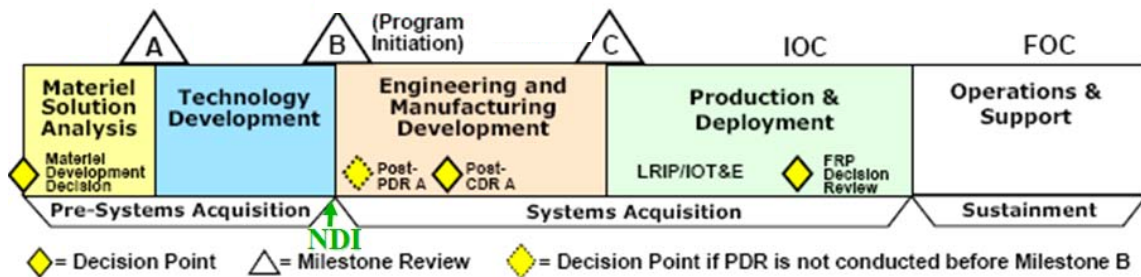 A
B
(Program
Initiation)
C
IOC
FOC
Materiel
Solution
Analysis
Materiel
Development
Decision
Technology
Development
Engineering and
Manufacturing
Development
Post-
PDR A
Post-
CDR A
Production &
Deployment
LRIP/IOT&E
FRP
Decision
Review
Operations &
Support
Pre-Systems Acquisition
NDI
Systems Acquisition
Sustainment
= Decision Point
= Milestone Review
= Decision Point if PDR is not conducted before Milestone B